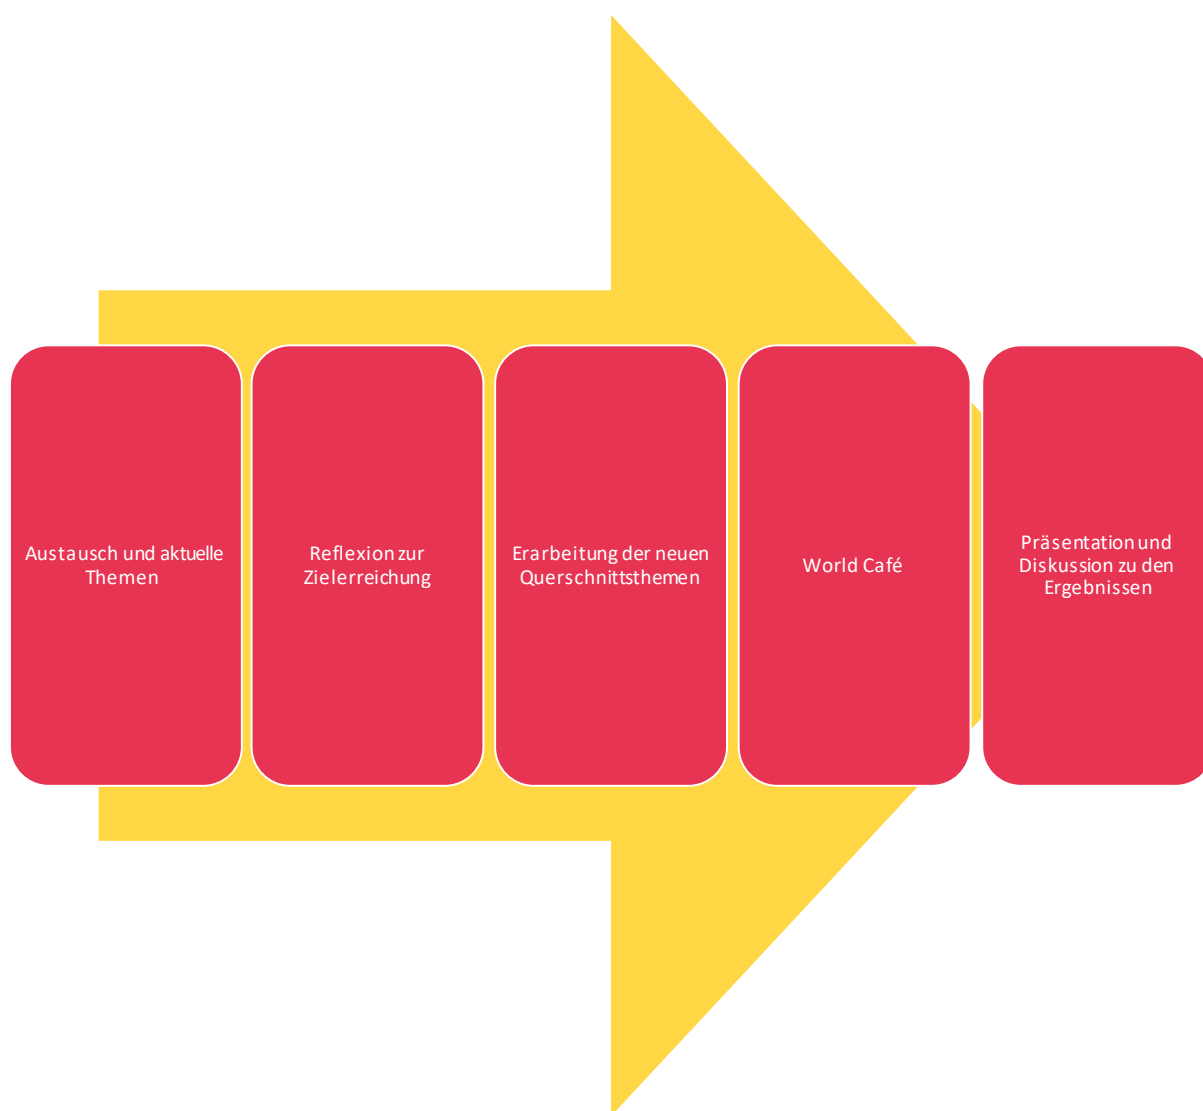 Austausch und aktuelle
Themen
Reflexion zur
Zielerreichung
Erarbeitung der neuen
Querschnittsthemen
World Café
Präsentation und
Diskussion zu den
Ergebnissen